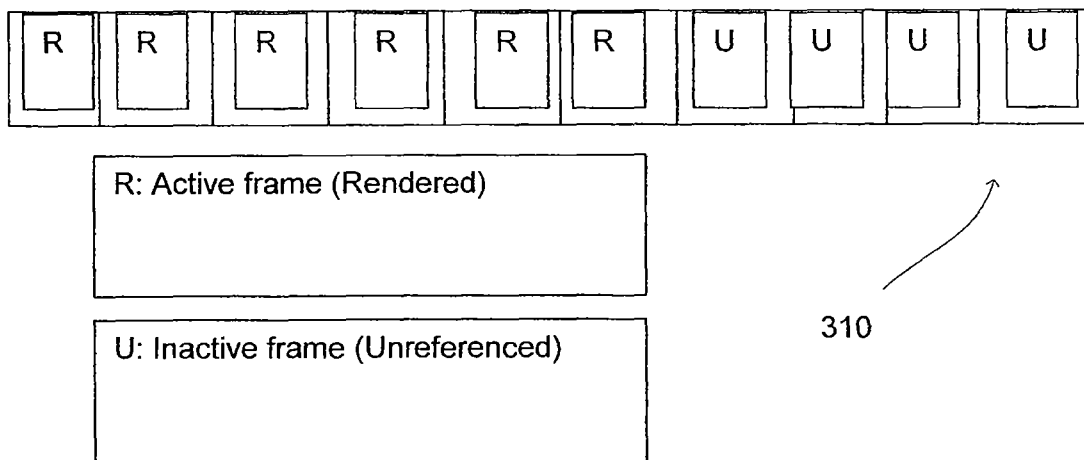 R R R R R R U U U U
R: Active frame (Rendered)
310
U: Inactive frame (Unreferenced)